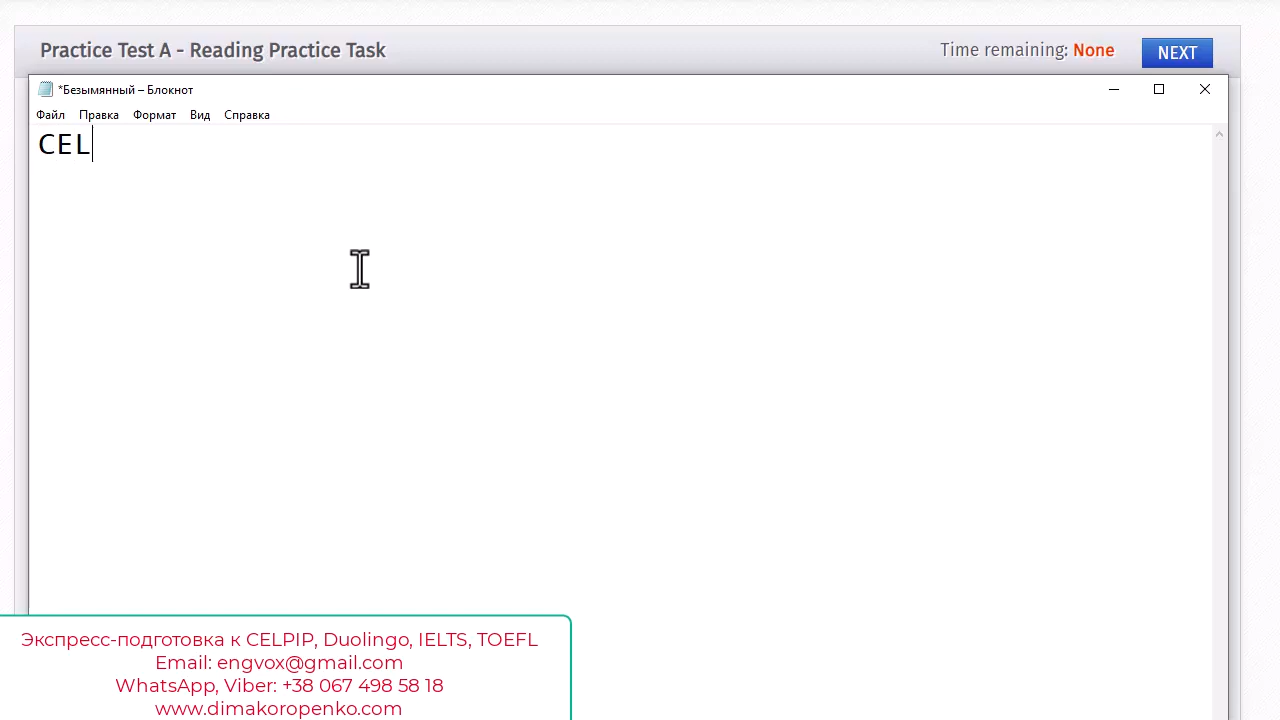 Practice Test A - Reading Practice Task
Time remaining: None
NEXT
*Безымянный – Блокнот
Файл Правка Формат Вид Справка
CEL
Экспресс-подготовка к CELPIP, Duolingo, IELTS, TOEFL
Email: engvox@gmail.com
WhatsApp, Viber: +38 067 498 58 18
www.dimakoropenko.com